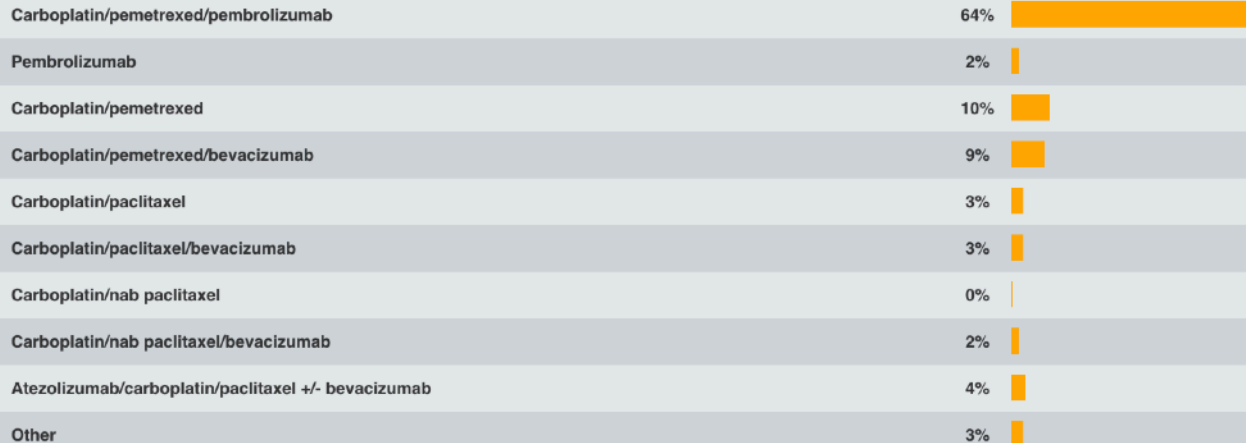 Carboplatin/pemetrexed/pembrolizumab 64%
Pembrolizumab 2%
Carboplatin/pemetrexed 10%
Carboplatin/pemetrexed/bevacizumab 9%
Carboplatin/paclitaxel 3%
Carboplatin/paclitaxel/bevacizumab 3%
Carboplatin/nab paclitaxel 0%
Carboplatin/nab paclitaxel/bevacizumab 2%
Atezolizumab/carboplatin/paclitaxel +/- bevacizumab 4%
Other 3%